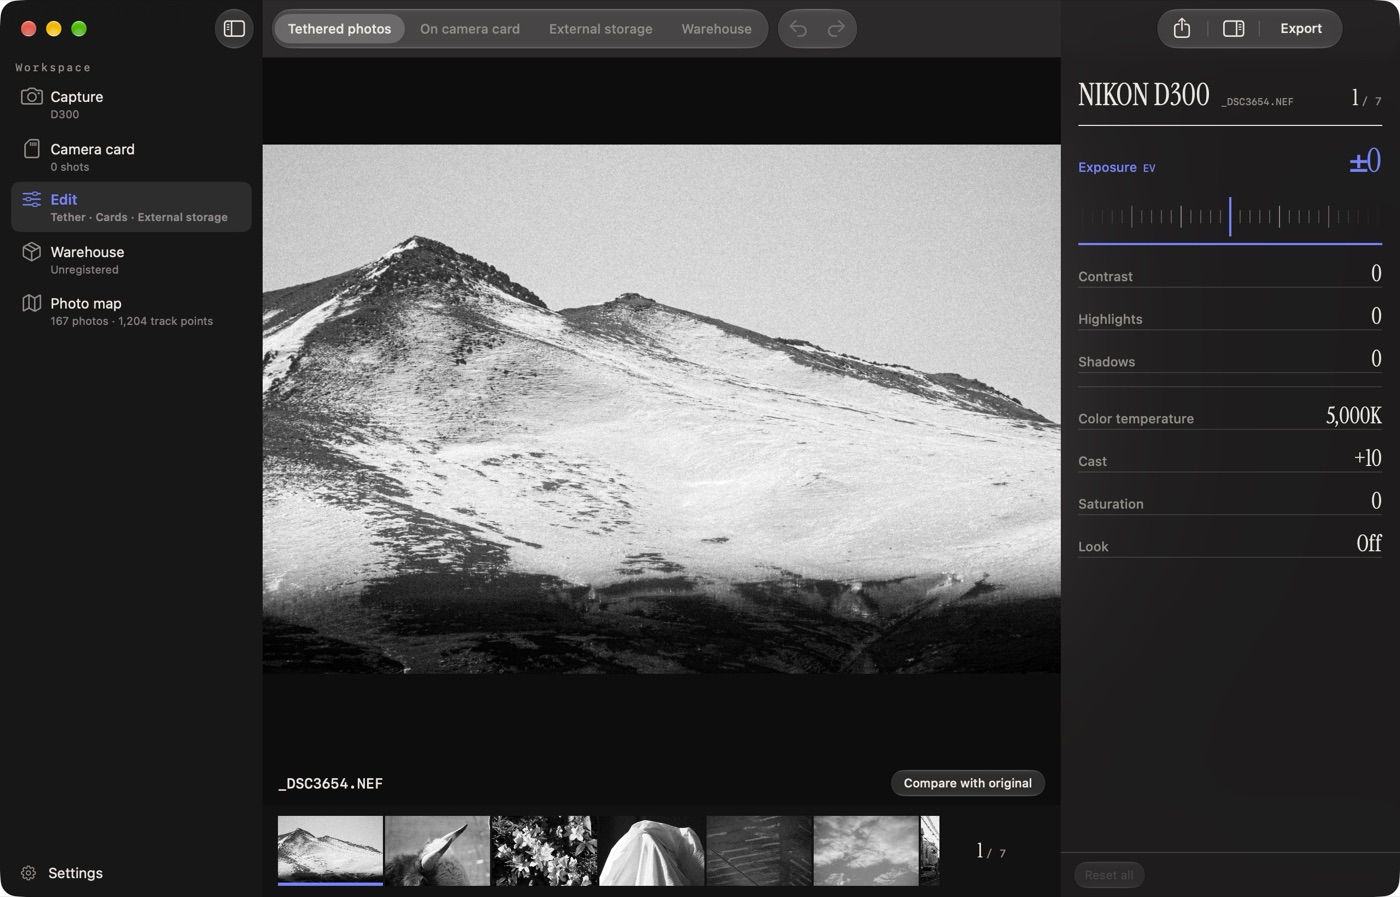 Workspace
Capture
D300
Camera card
0 shots
Edit
Tether · Cards · External storage
Warehouse
Unregistered
Photo map
167 photos · 1,204 track points
Settings
Tethered photos
On camera card
External storage
Warehouse
_DSC3654.NEF
Compare with original
1 / 7
Export
NIKON D300 _DSC3654.NEF 1 / 7
Exposure EV ±0
Contrast 0
Highlights 0
Shadows 0
Color temperature 5,000K
Cast +10
Saturation 0
Look Off
Reset all